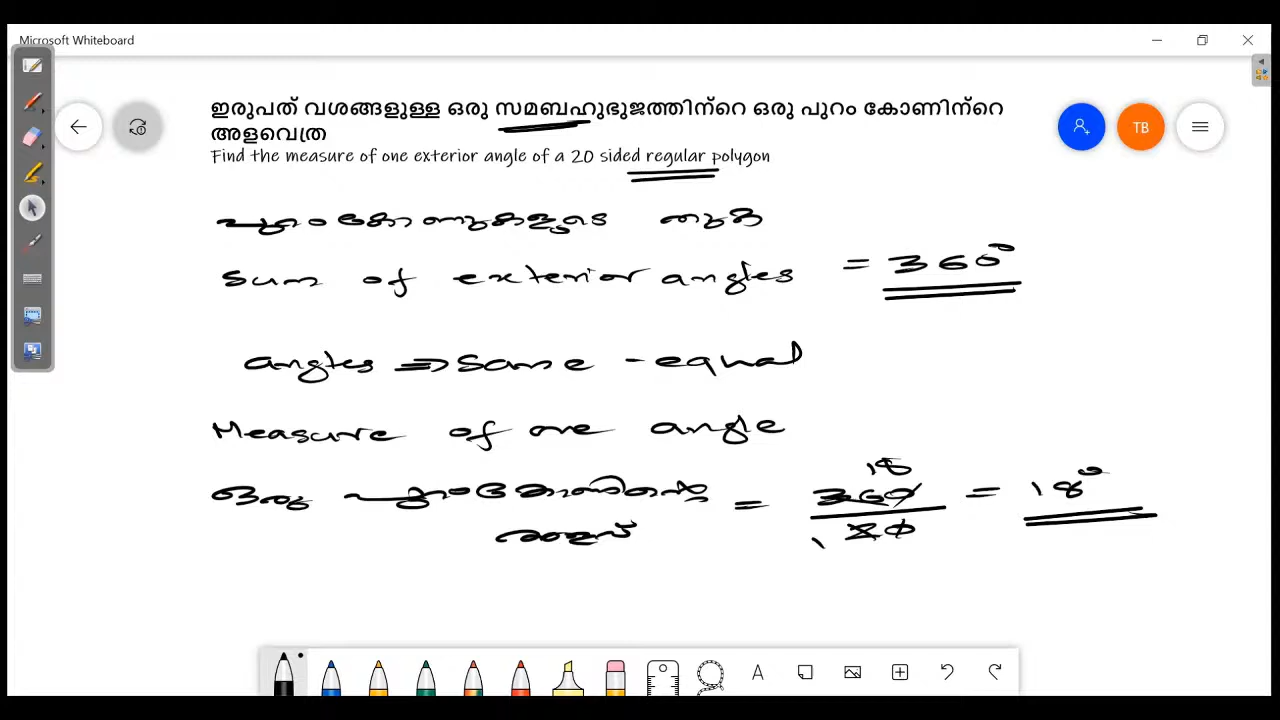 Microsoft Whiteboard
ഇരുപത് വശങ്ങളുള്ള ഒരു സമബഹുഭുജത്തിന്റെ ഒരു പുറം കോണിന്റെ
അളവെത്ര
Find the measure of one exterior angle of a 20 sided regular polygon
TB
പുറംകോണുകളുടെ തുക
Sum of exterior angles = 360°
angles ⇒ Same - equal
Measure of one angle
18
ഒരു പുറംകോണിന്റെ = 360 = 18°
അളവ് 1 20
A